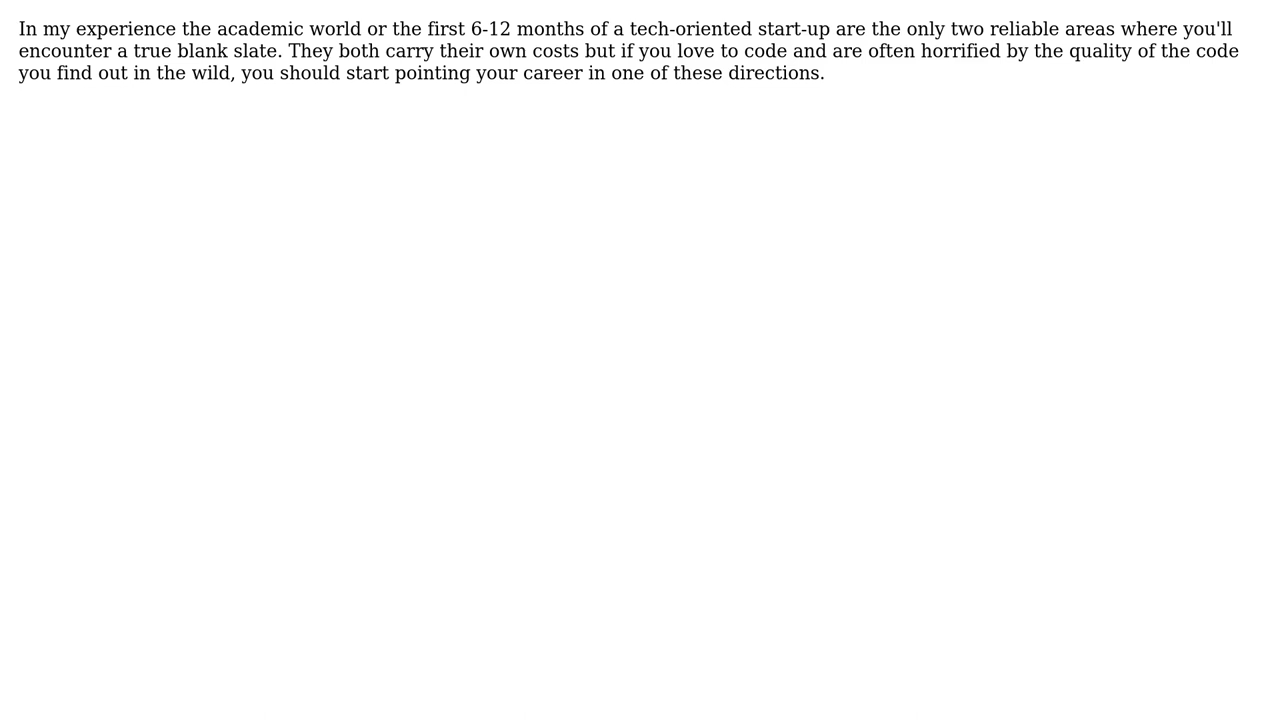 In my experience the academic world or the first 6-12 months of a tech-oriented start-up are the only two reliable areas where you'll
encounter a true blank slate. They both carry their own costs but if you love to code and are often horrified by the quality of the code
you find out in the wild, you should start pointing your career in one of these directions.